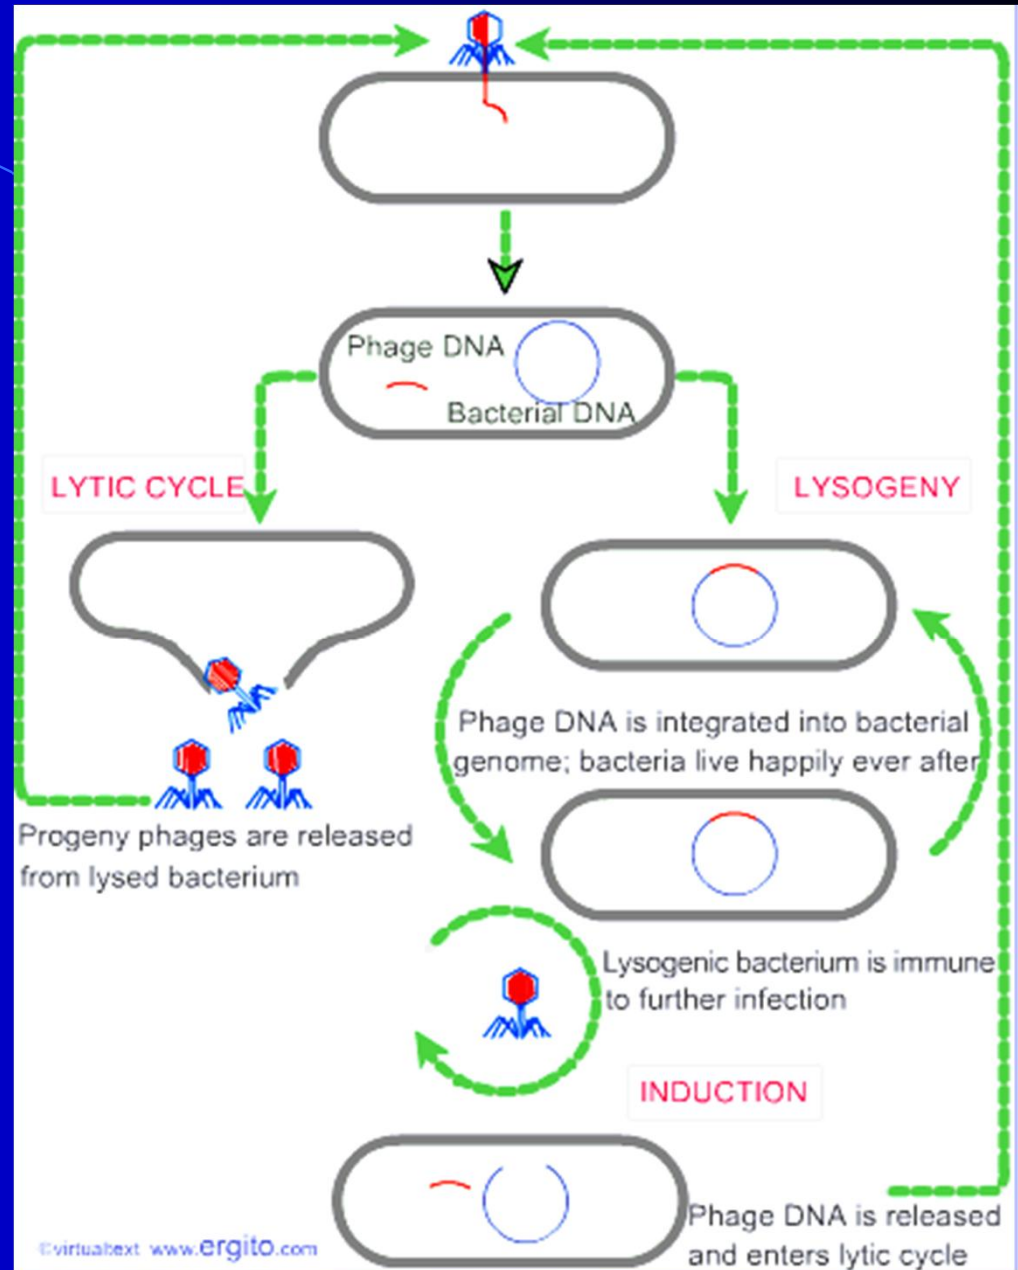 Phage DNA
Bacterial DNA
LYTIC CYCLE
LYSOGENY
Phage DNA is integrated into bacterial
genome; bacteria live happily ever after
Progeny phages are released
from lysed bacterium
Lysogenic bacterium is immune
to further infection
INDUCTION
Phage DNA is released
and enters lytic cycle
©virtualtext www.ergito.com